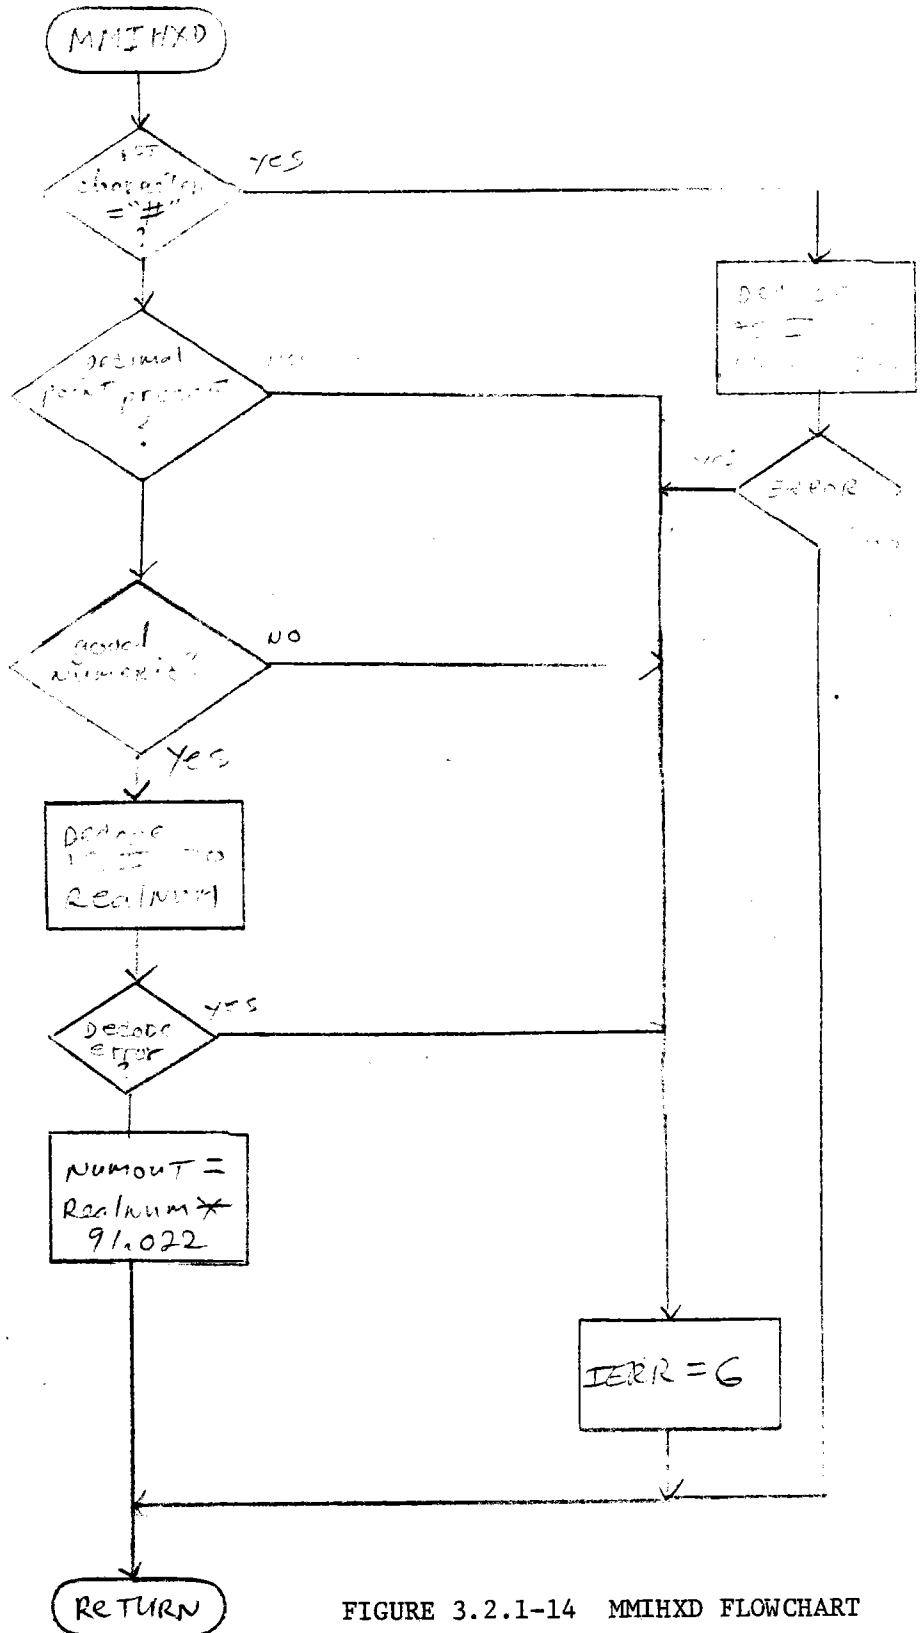 MMIHXD
1ST
character
="#"
?
yes
decimal
point present
?
yes
ERROR
good
numeric?
NO
Yes
Decode
RealNum
Decode
error
?
yes
NUMOUT =
RealNum *
91.022
IERR = 6
RETURN
FIGURE 3.2.1-14 MMIHXD FLOWCHART